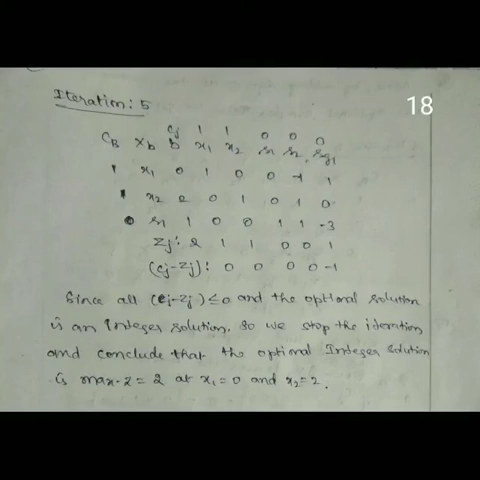 Iteration: 5
18
Cj 1 1 0 0 0
CB Xb b x1 x2 s1 s2 sg1
1 x1 0 1 0 0 -1 1
1 x2 2 0 1 0 1 0
0 s1 1 0 0 1 1 -3
Zj: 2 1 1 0 0 1
(Cj-Zj): 0 0 0 0 -1
Since all (Cj-Zj) ≤ 0 and the optional solution
is an Integer solution. So we stop the iteration
and conclude that the optional Integer solution
is max·Z = 2 at x1=0 and x2=2.